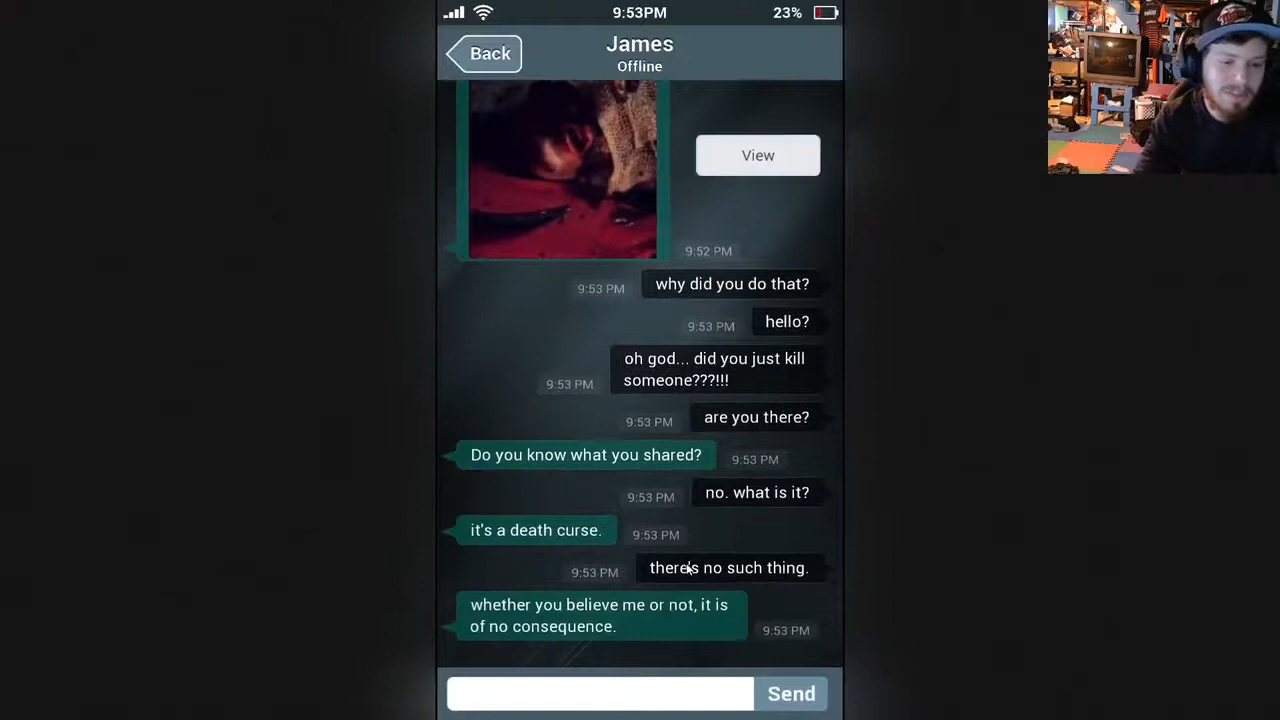 9:53PM
23%
Back
James
Offline
View
9:52 PM
why did you do that?
9:53 PM
hello?
9:53 PM
oh god... did you just kill
someone???!!!
9:53 PM
are you there?
9:53 PM
Do you know what you shared?
9:53 PM
no. what is it?
9:53 PM
it's a death curse.
9:53 PM
there's no such thing.
9:53 PM
whether you believe me or not, it is
of no consequence.
9:53 PM
Send